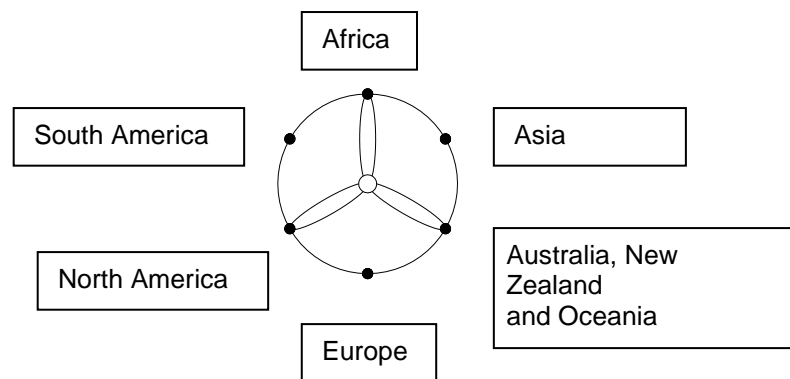 Africa
South America
Asia
North America
Australia, New
Zealand
and Oceania
Europe